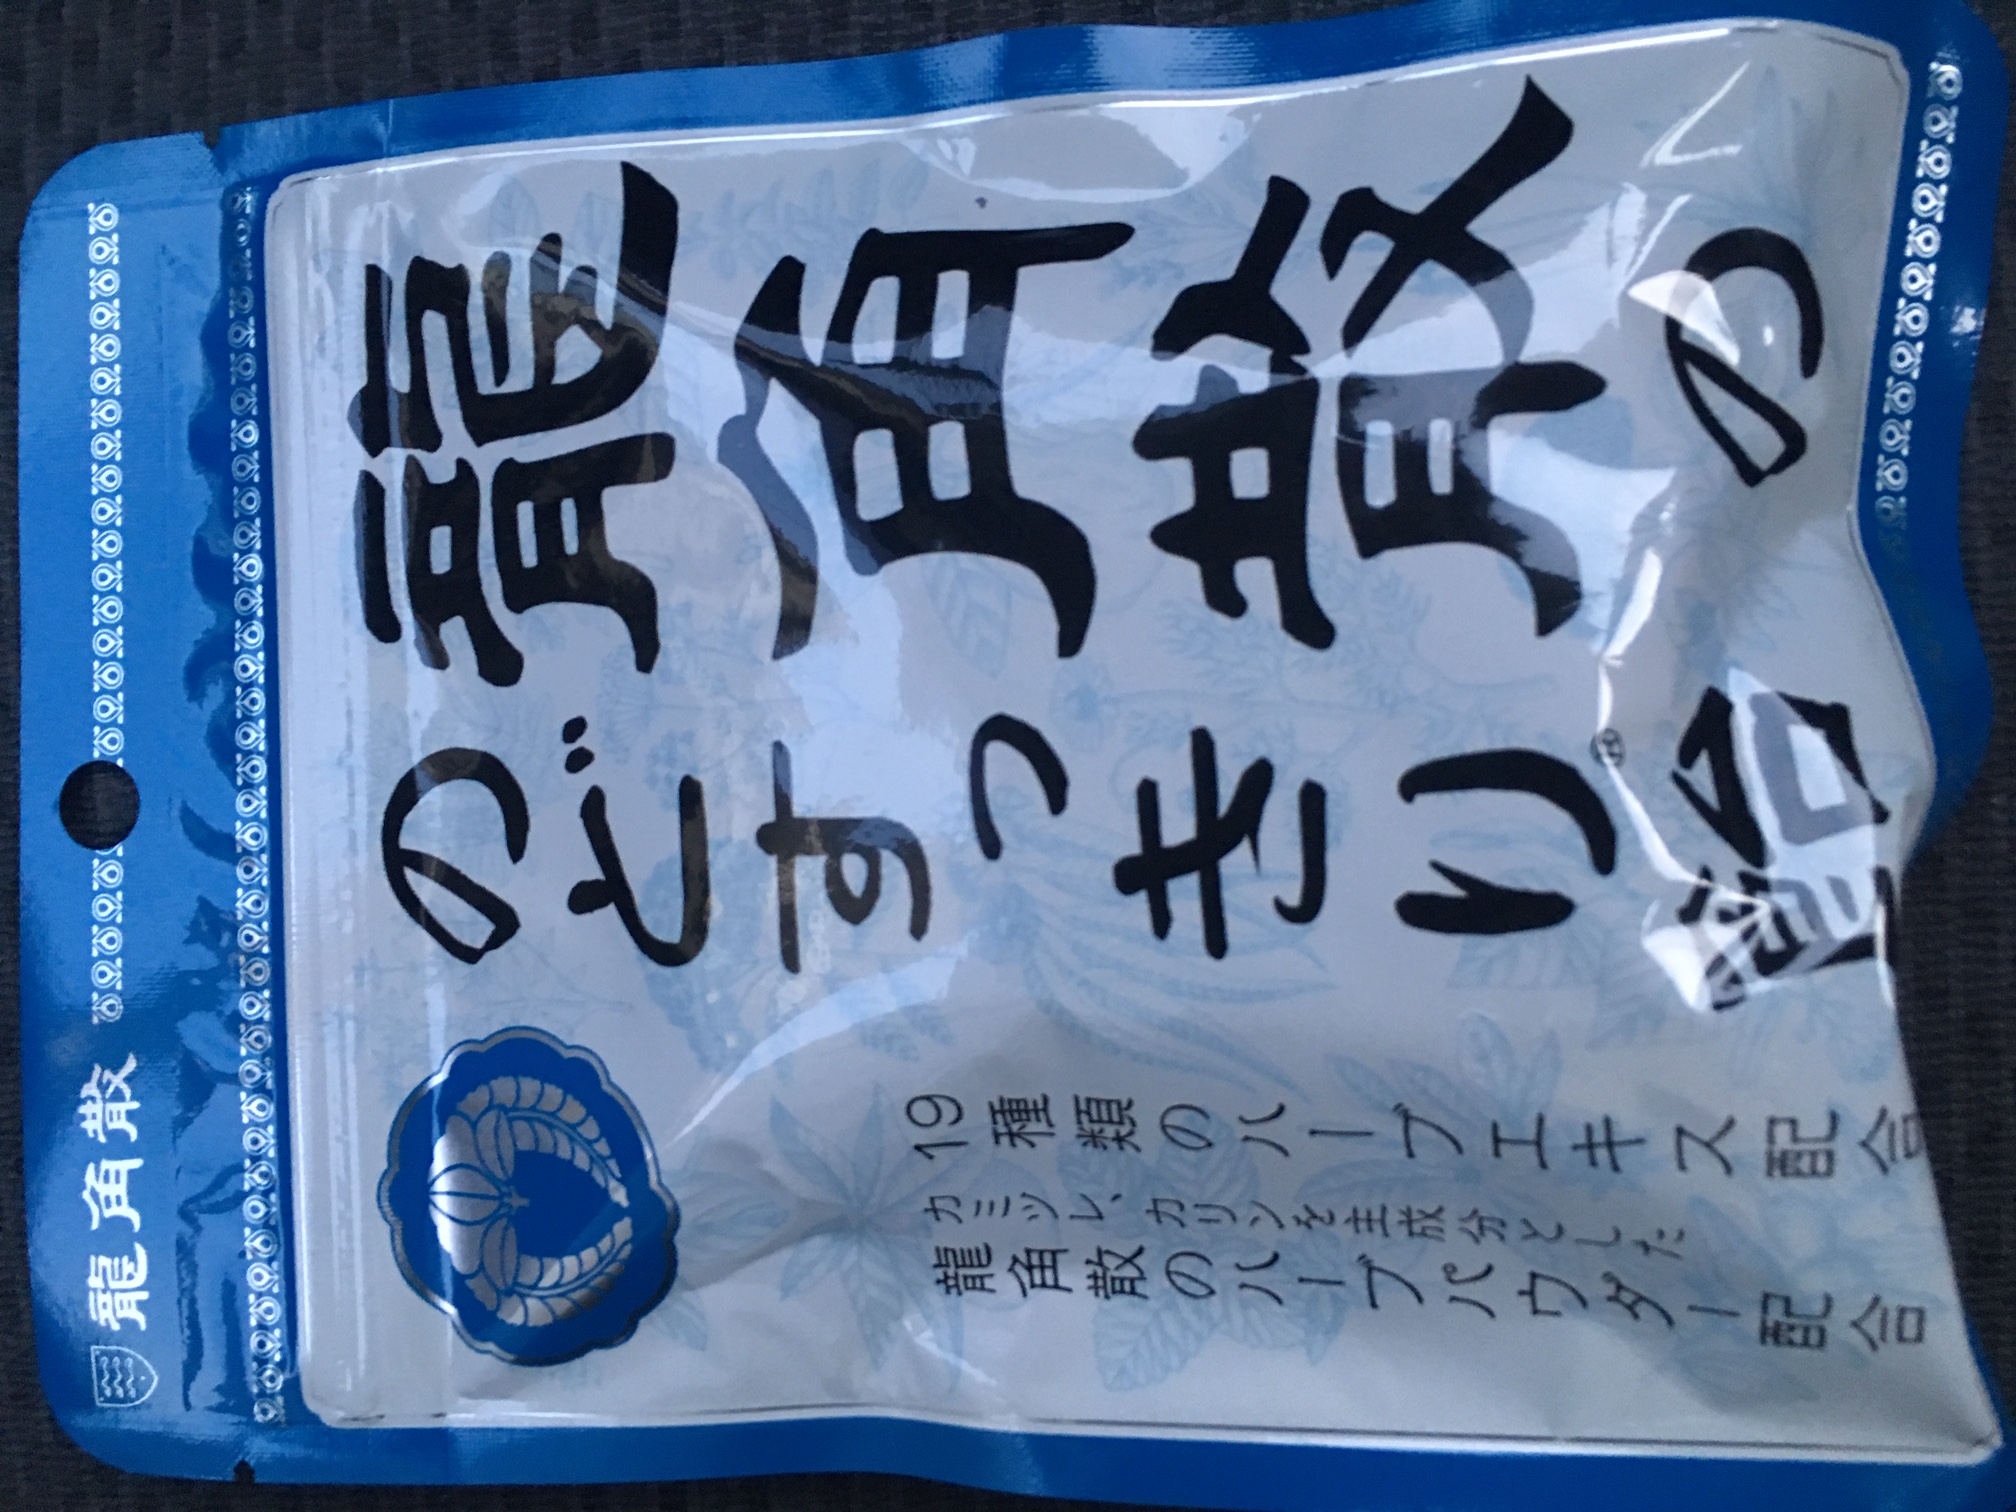 龍角散
龍角散の
のどすっきり®飴
19種類のハーブエキス配合
カミツレ、カリンを主成分とした
龍角散のハーブパウダー配合